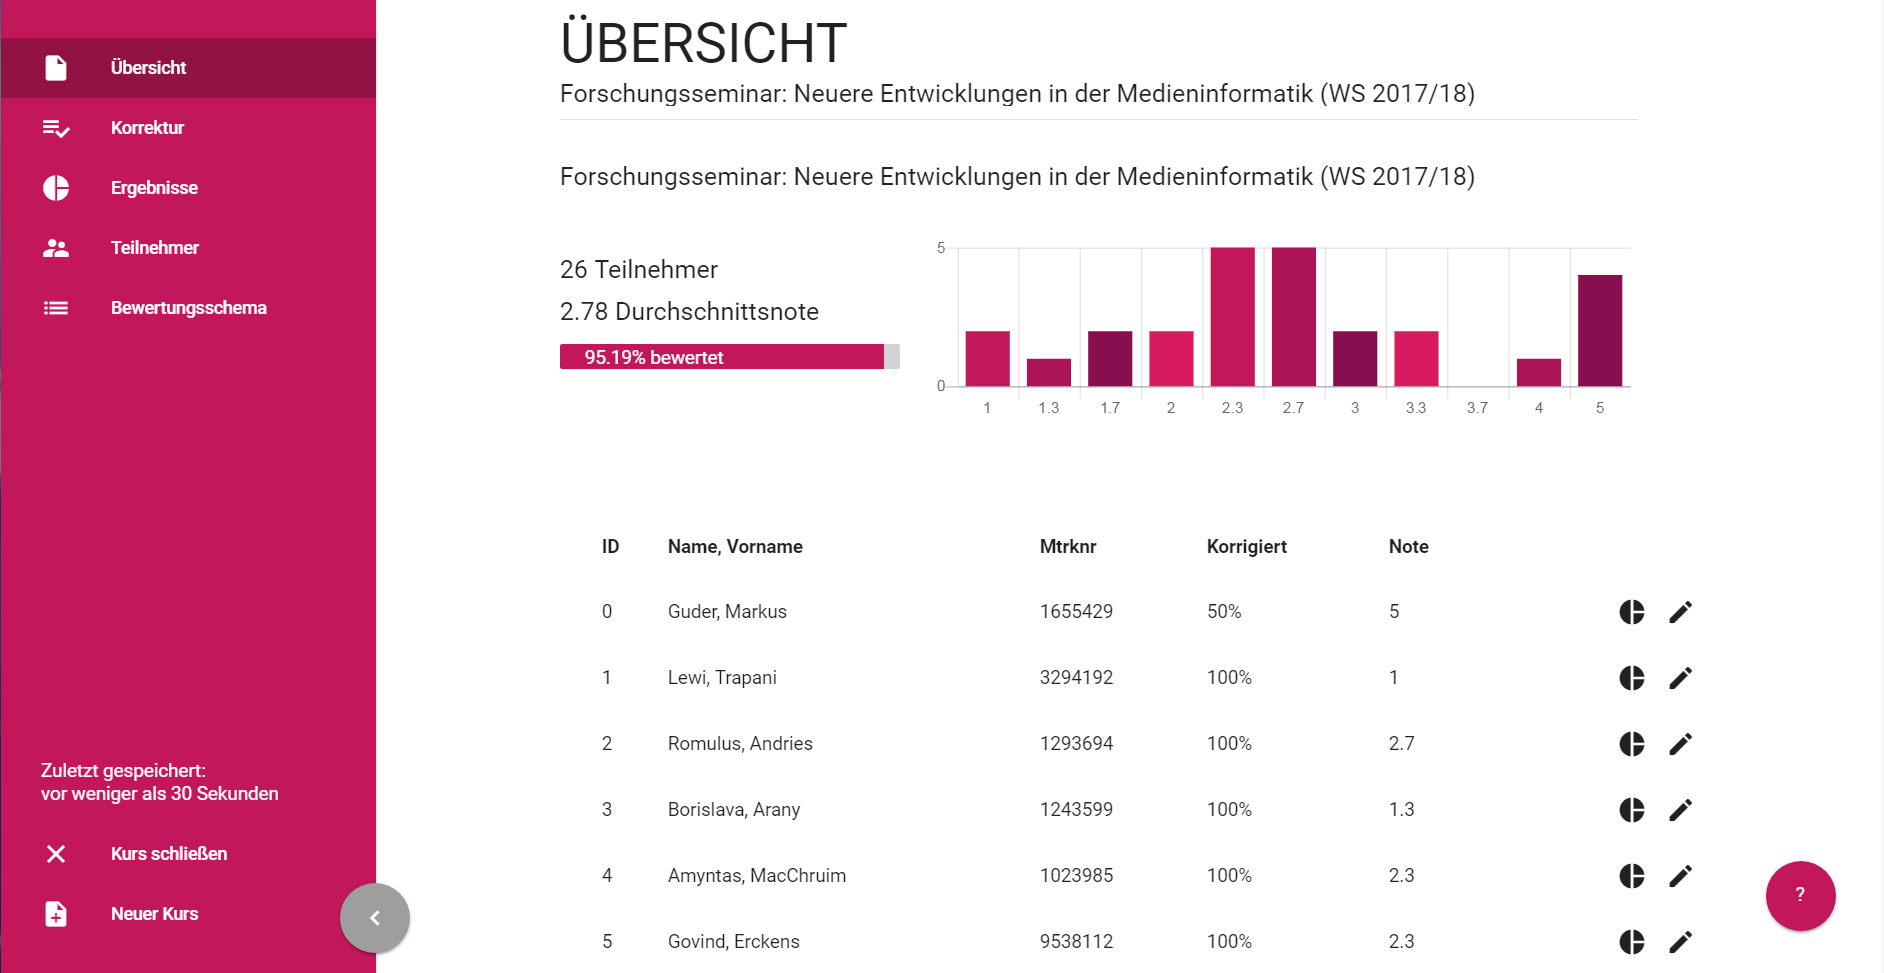 Übersicht
Korrektur
Ergebnisse
Teilnehmer
Bewertungsschema
Zuletzt gespeichert:
vor weniger als 30 Sekunden
Kurs schließen
Neuer Kurs
ÜBERSICHT
Forschungsseminar: Neuere Entwicklungen in der Medieninformatik (WS 2017/18)
Forschungsseminar: Neuere Entwicklungen in der Medieninformatik (WS 2017/18)
26 Teilnehmer
2.78 Durchschnittsnote
95.19% bewertet
5
0
1 1.3 1.7 2 2.3 2.7 3 3.3 3.7 4 5
ID Name, Vorname Mtrknr Korrigiert Note
0 Guder, Markus 1655429 50% 5
1 Lewi, Trapani 3294192 100% 1
2 Romulus, Andries 1293694 100% 2.7
3 Borislava, Arany 1243599 100% 1.3
4 Amyntas, MacChruim 1023985 100% 2.3
5 Govind, Erckens 9538112 100% 2.3
?